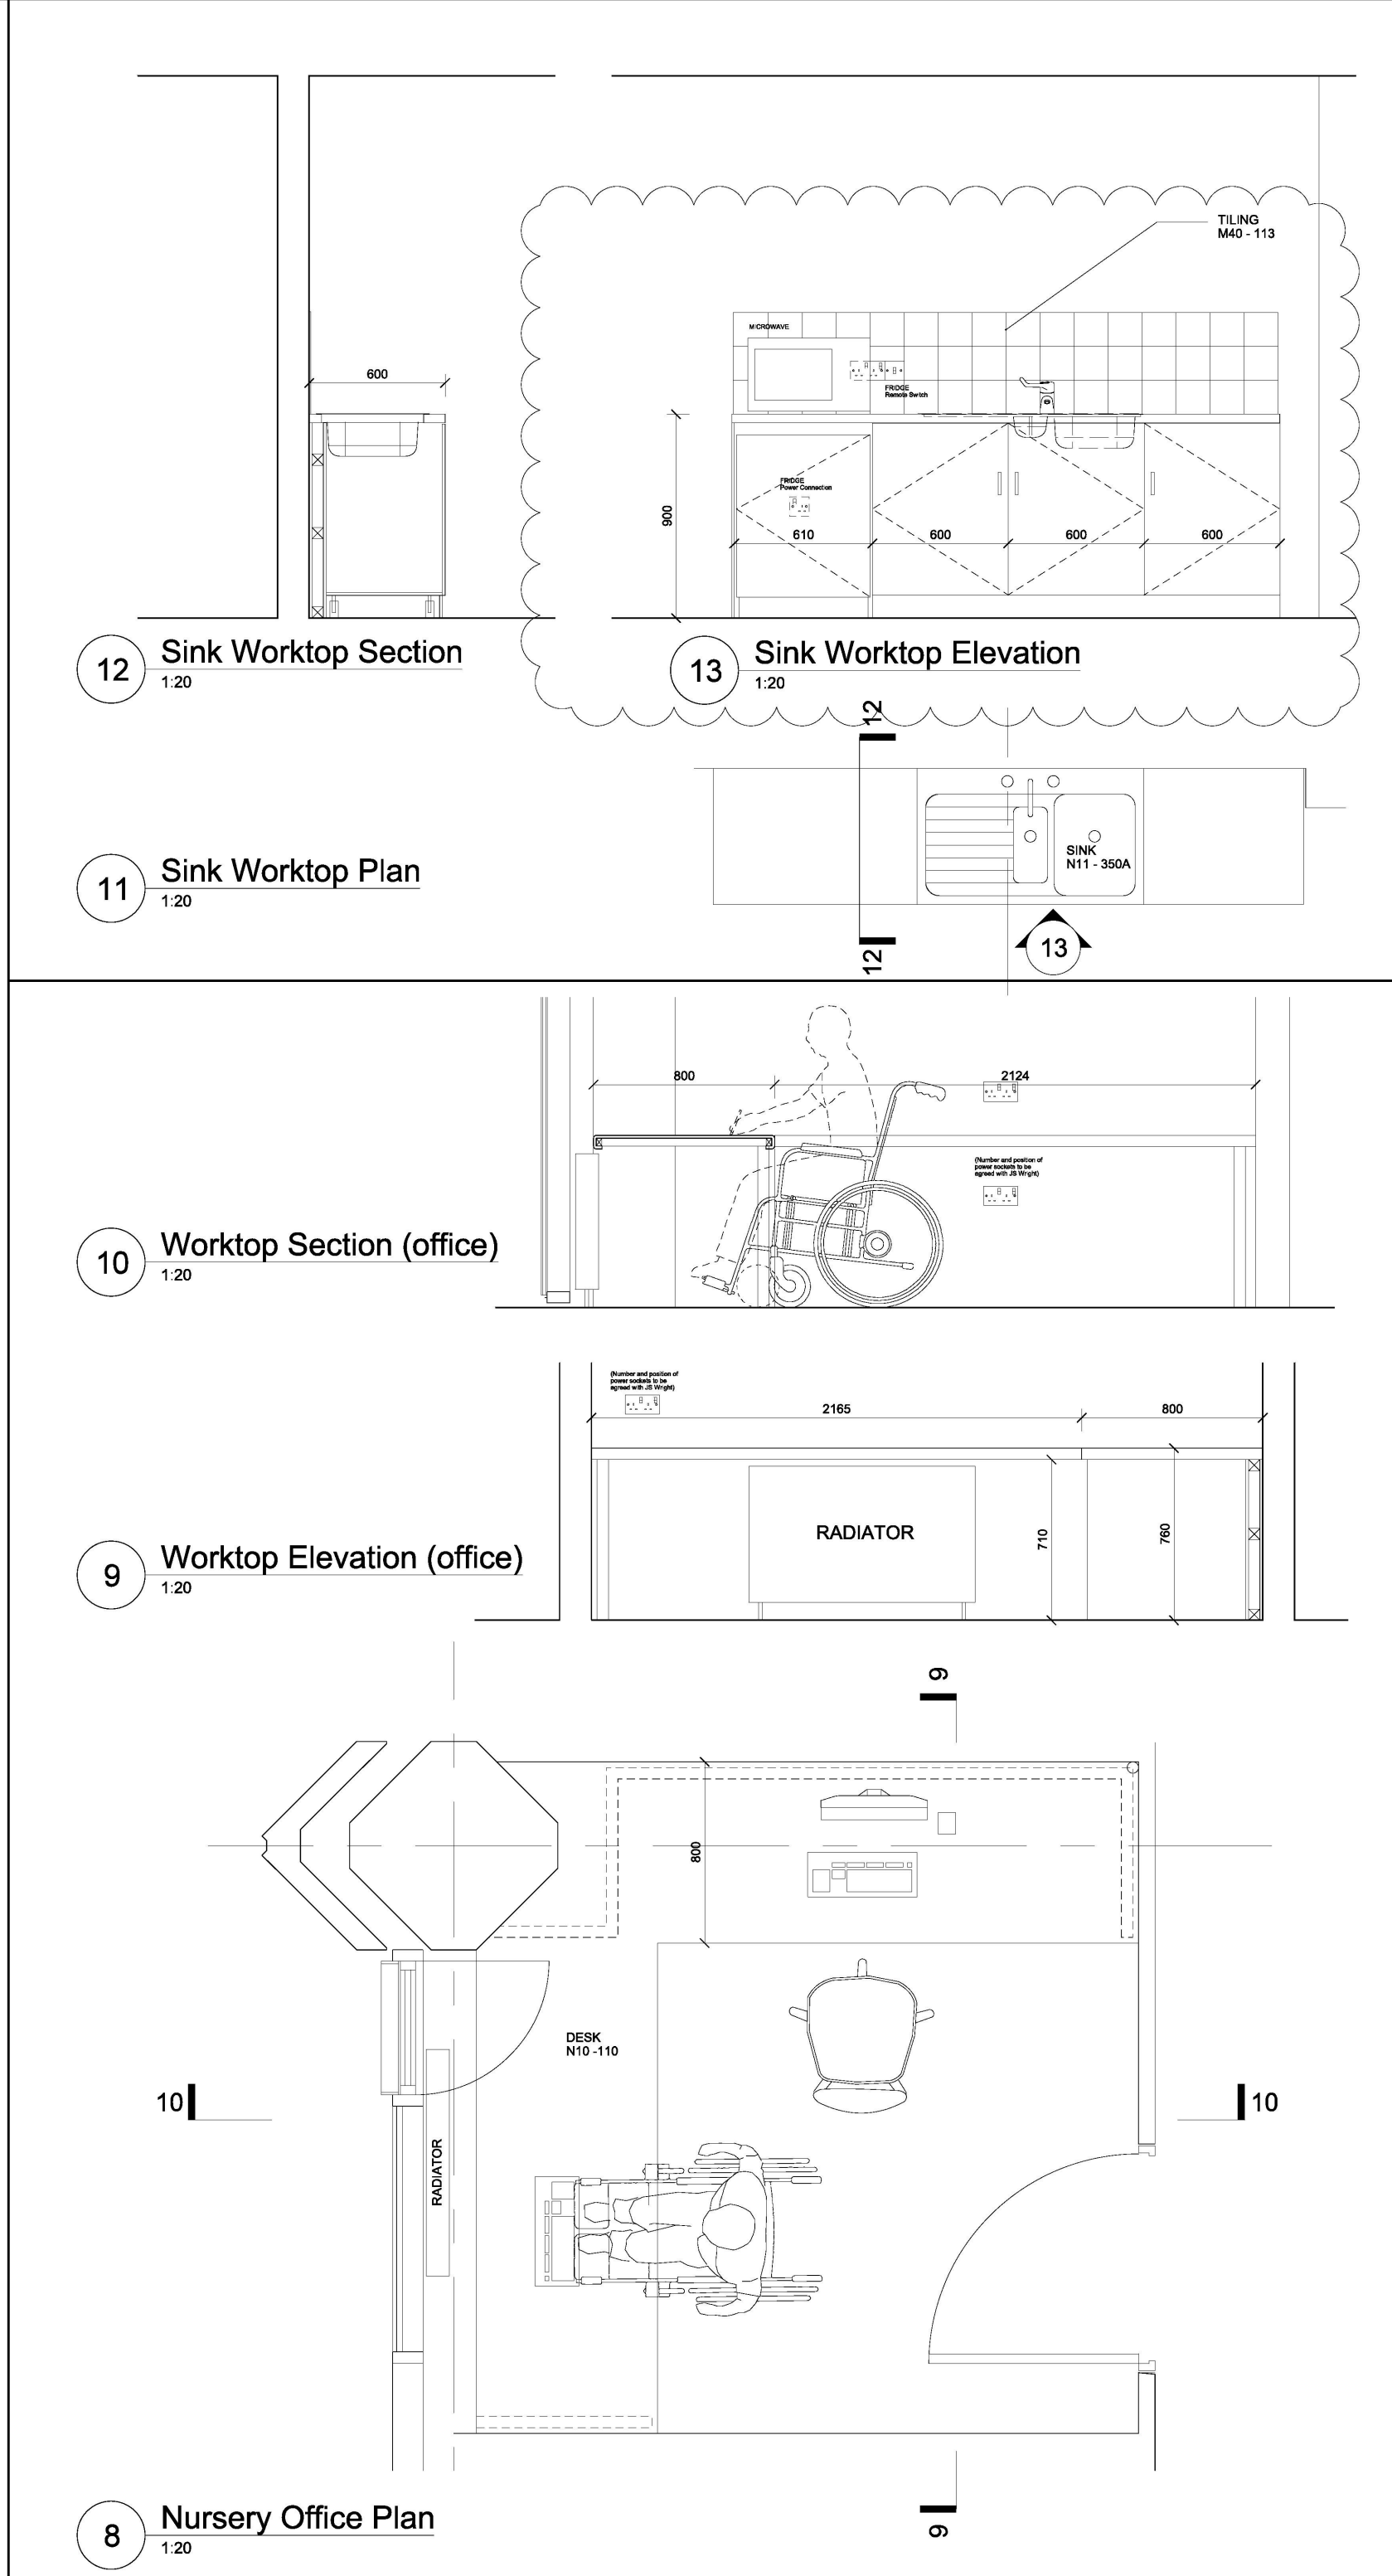 TILING
M40 - 113
MICROWAVE
600
FRIDGE
Remote Switch
FRIDGE
Power Connection
900
610
600
600
600
12
Sink Worktop Section
1:20
13
Sink Worktop Elevation
1:20
12
SINK
N11 - 350A
11
Sink Worktop Plan
1:20
12
13
800
2124
(Number and position of
power sockets to be
agreed with JS Wright)
10
Worktop Section (office)
1:20
(Number and position of
power sockets to be
agreed with JS Wright)
2165
800
RADIATOR
710
760
9
Worktop Elevation (office)
1:20
9
800
DESK
N10 -110
10
10
RADIATOR
8
Nursery Office Plan
1:20
9